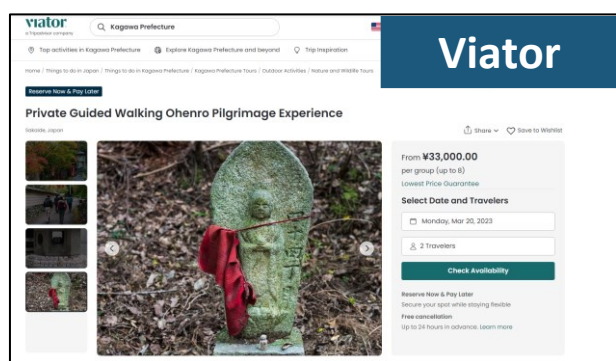 viator
a Tripadvisor company
Kagawa Prefecture
Viator
Top activities in Kagawa Prefecture
Explore Kagawa Prefecture and beyond
Trip Inspiration
Home / Things to do in Japan / Things to do in Kagawa Prefecture / Kagawa Prefecture Tours / Outdoor Activities / Nature and Wildlife Tours
Reserve Now & Pay Later
Private Guided Walking Ohenro Pilgrimage Experience
Sakaide, Japan
Share
Save to Wishlist
From ¥33,000.00
per group (up to 8)
Lowest Price Guarantee
Select Date and Travelers
Monday, Mar 20, 2023
2 Travelers
Check Availability
Reserve Now & Pay Later
Secure your spot while staying flexible
Free cancellation
Up to 24 hours in advance. Learn more